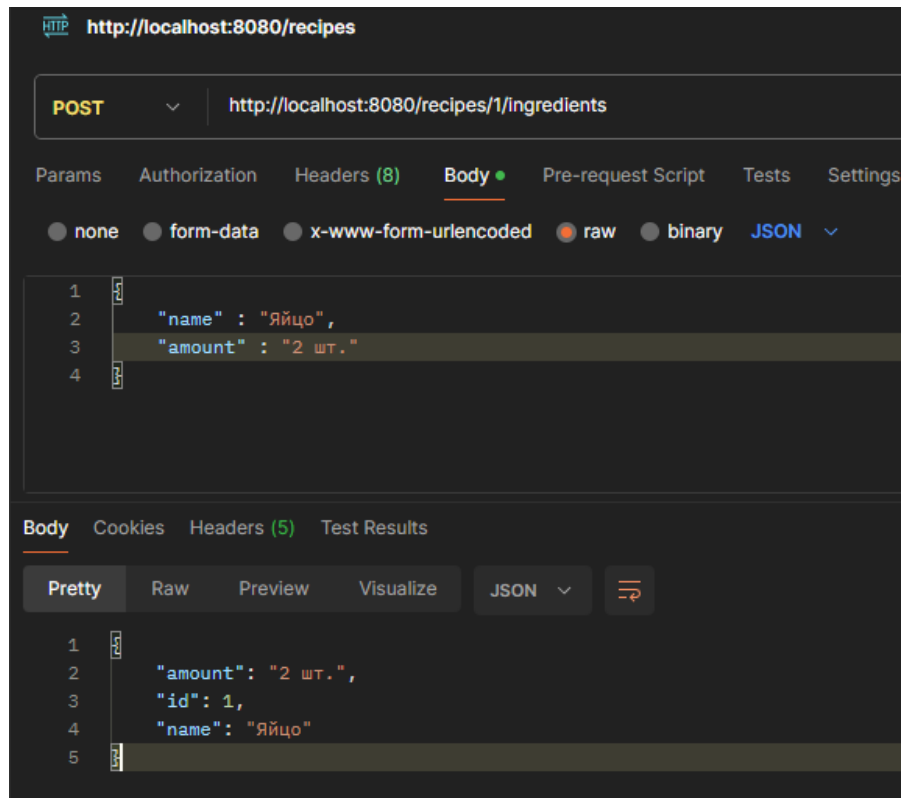 HTTP http://localhost:8080/recipes
POST http://localhost:8080/recipes/1/ingredients
Params Authorization Headers (8) Body Pre-request Script Tests Settings
none form-data x-www-form-urlencoded raw binary JSON
1 {
2 "name" : "Яйцо",
3 "amount" : "2 шт."
4 }
Body Cookies Headers (5) Test Results
Pretty Raw Preview Visualize JSON
1 {
2 "amount": "2 шт.",
3 "id": 1,
4 "name": "Яйцо"
5 }